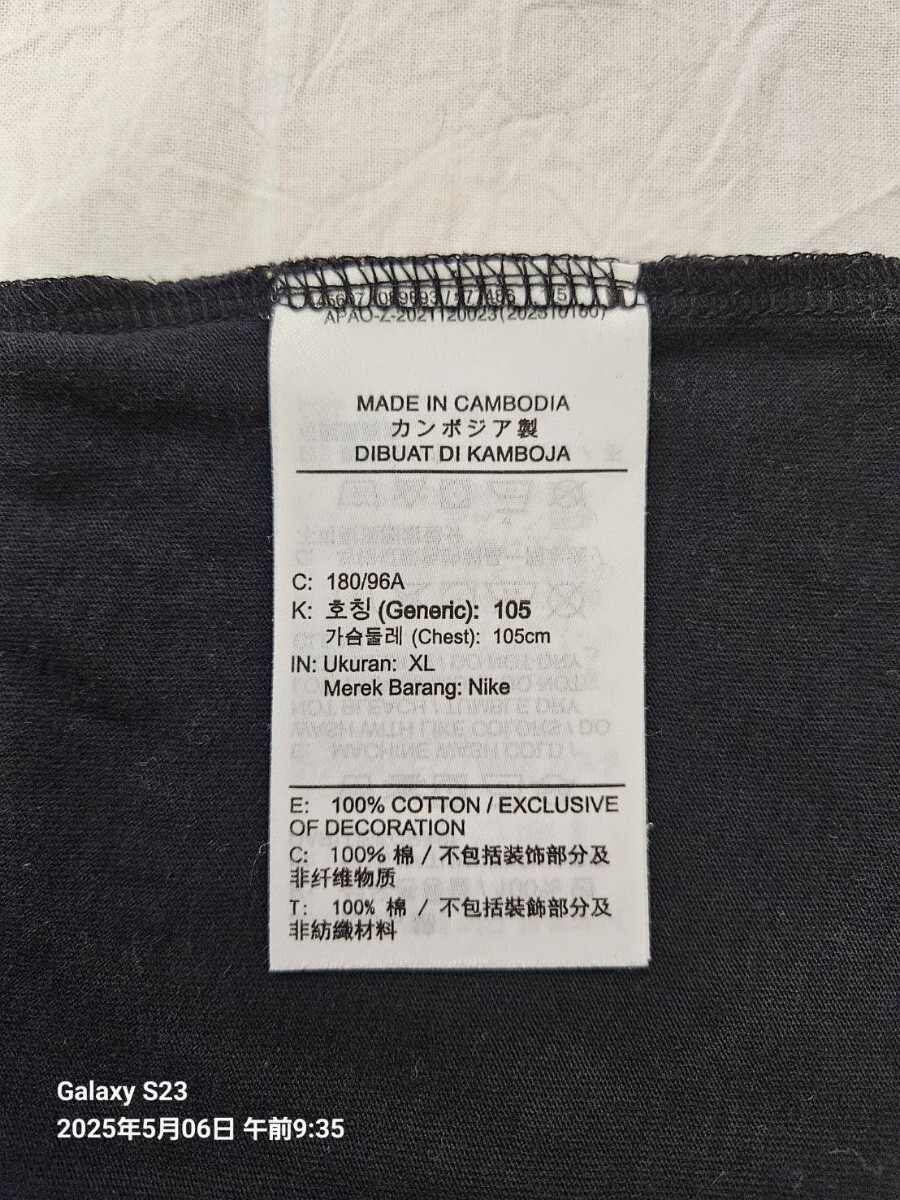 APAO-Z-2021120023(202310160)
MADE IN CAMBODIA
カンボジア製
DIBUAT DI KAMBOJA
C: 180/96A
K: 호칭 (Generic): 105
가슴둘레 (Chest): 105cm
IN: Ukuran: XL
Merek Barang: Nike
E: 100% COTTON / EXCLUSIVE
OF DECORATION
C: 100% 棉 / 不包括装饰部分及
非纤维物质
T: 100% 棉 / 不包括裝飾部分及
非紡織材料
Galaxy S23
2025年5月06日 午前9:35